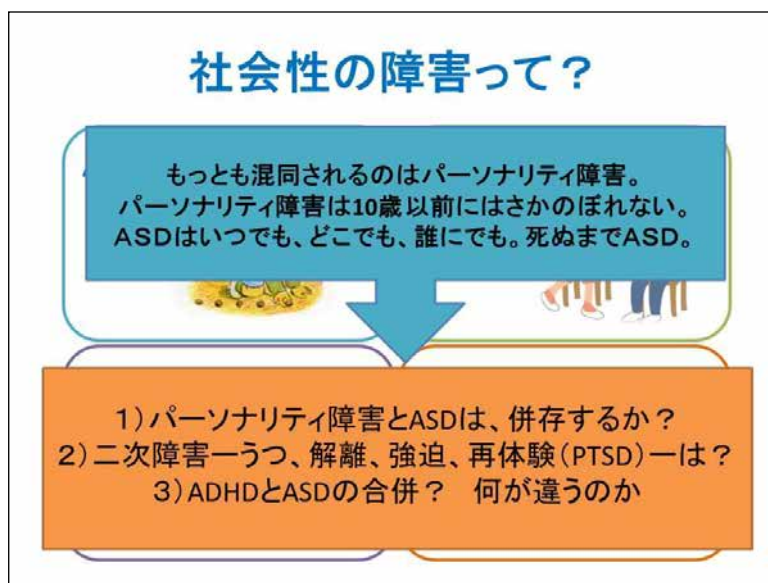 社会性の障害って？
もっとも混同されるのはパーソナリティ障害。
パーソナリティ障害は10歳以前にはさかのぼれない。
ＡＳＤはいつでも、どこでも、誰にでも。死ぬまでＡＳＤ。
１）パーソナリティ障害とASDは、併存するか？
２）二次障害ーうつ、解離、強迫、再体験（PTSD）ーは？
３）ADHDとASDの合併？　何が違うのか